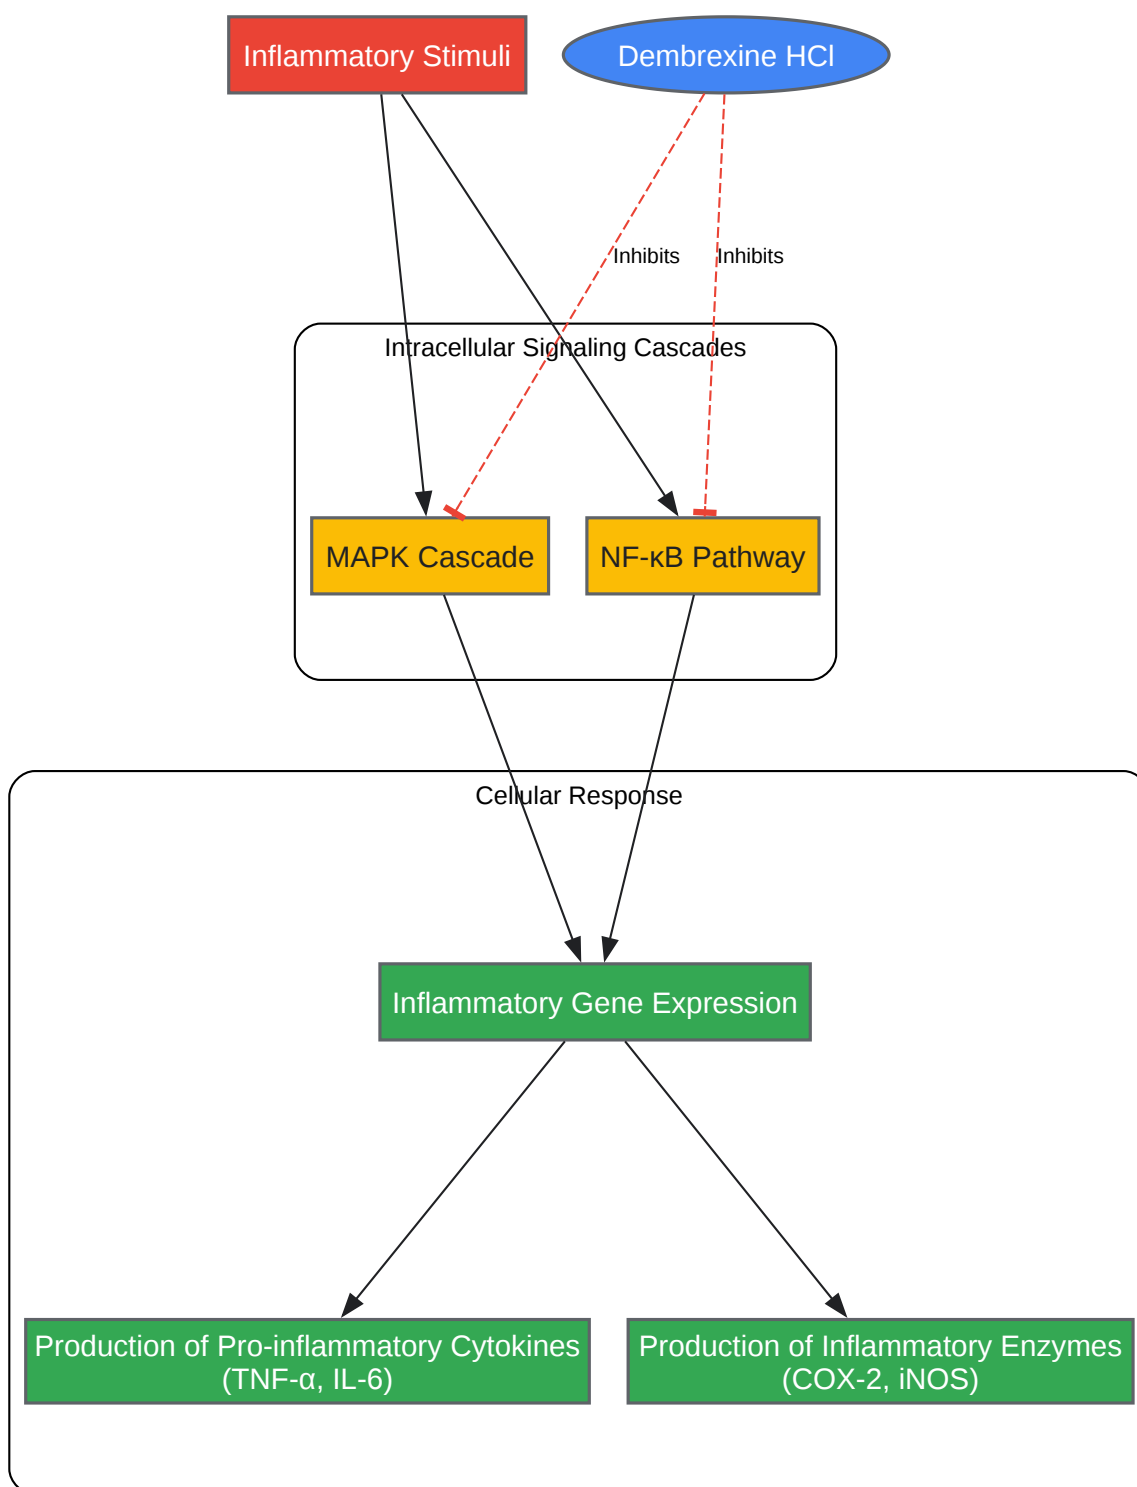 Inflammatory Stimuli
Dembrexine HCl
Inhibits
Inhibits
Intracellular Signaling Cascades
MAPK Cascade
NF-κB Pathway
Cellular Response
Inflammatory Gene Expression
Production of Pro-inflammatory Cytokines
(TNF-α, IL-6)
Production of Inflammatory Enzymes
(COX-2, iNOS)